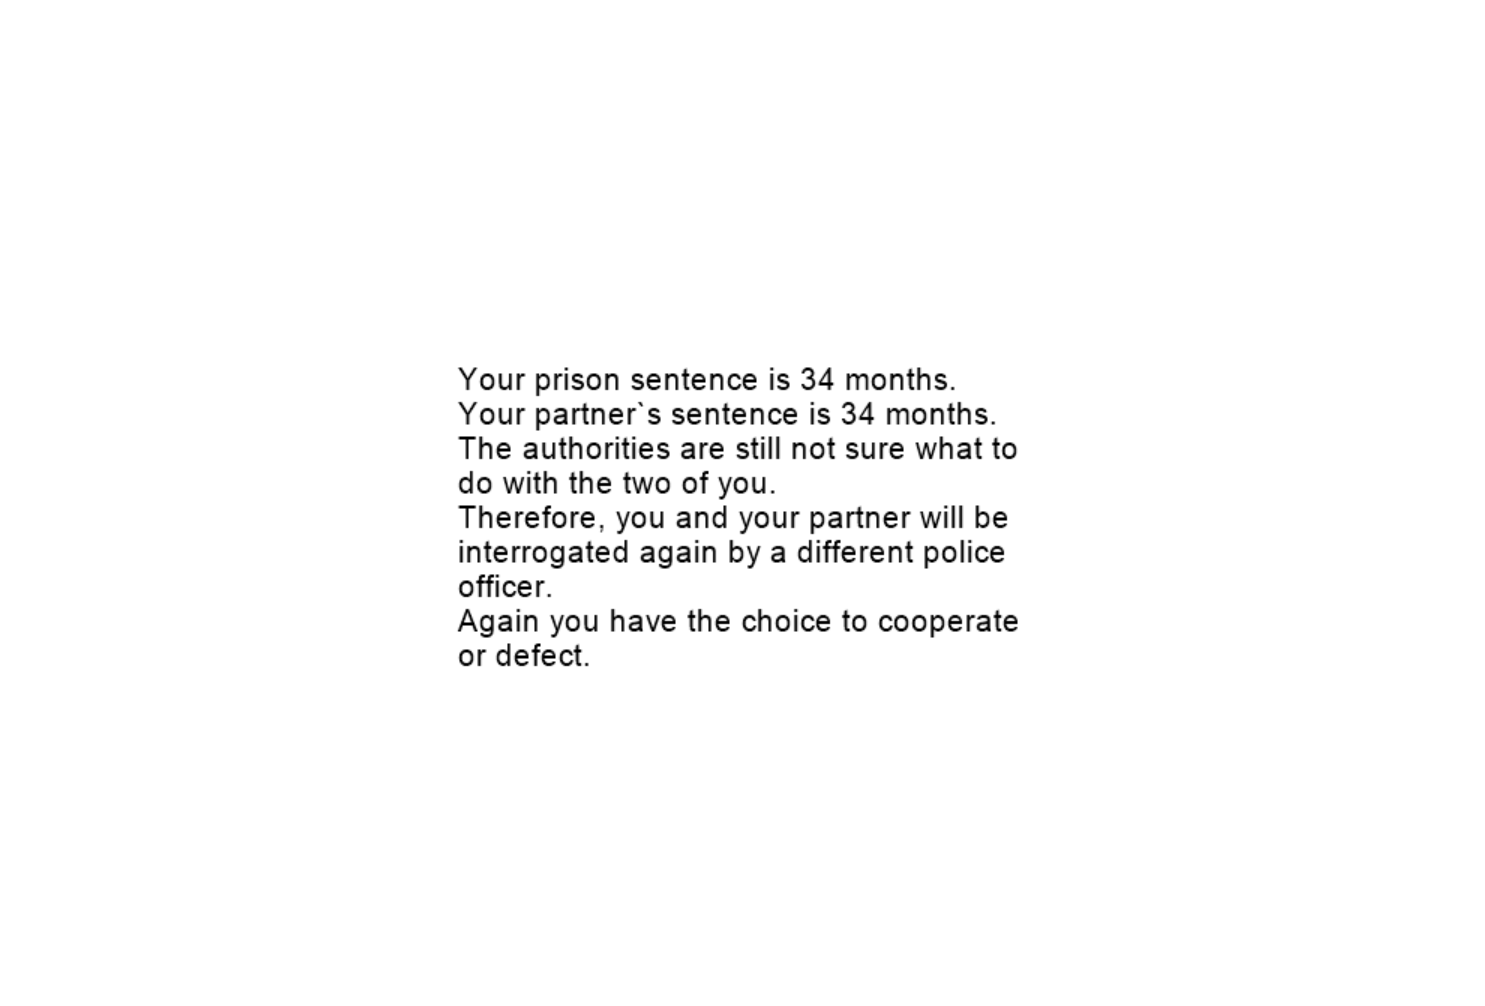 Your prison sentence is 34 months.
Your partner`s sentence is 34 months.
The authorities are still not sure what to
do with the two of you.
Therefore, you and your partner will be
interrogated again by a different police
officer.
Again you have the choice to cooperate
or defect.